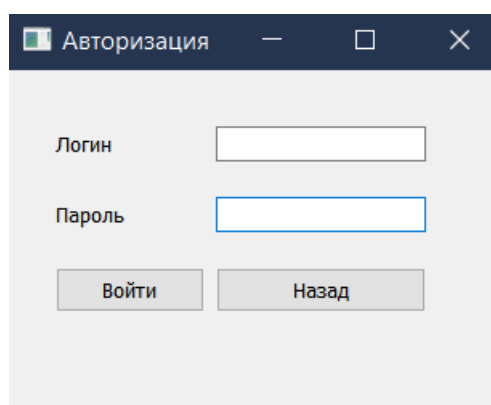 Авторизация
Логин
Пароль
Войти Назад